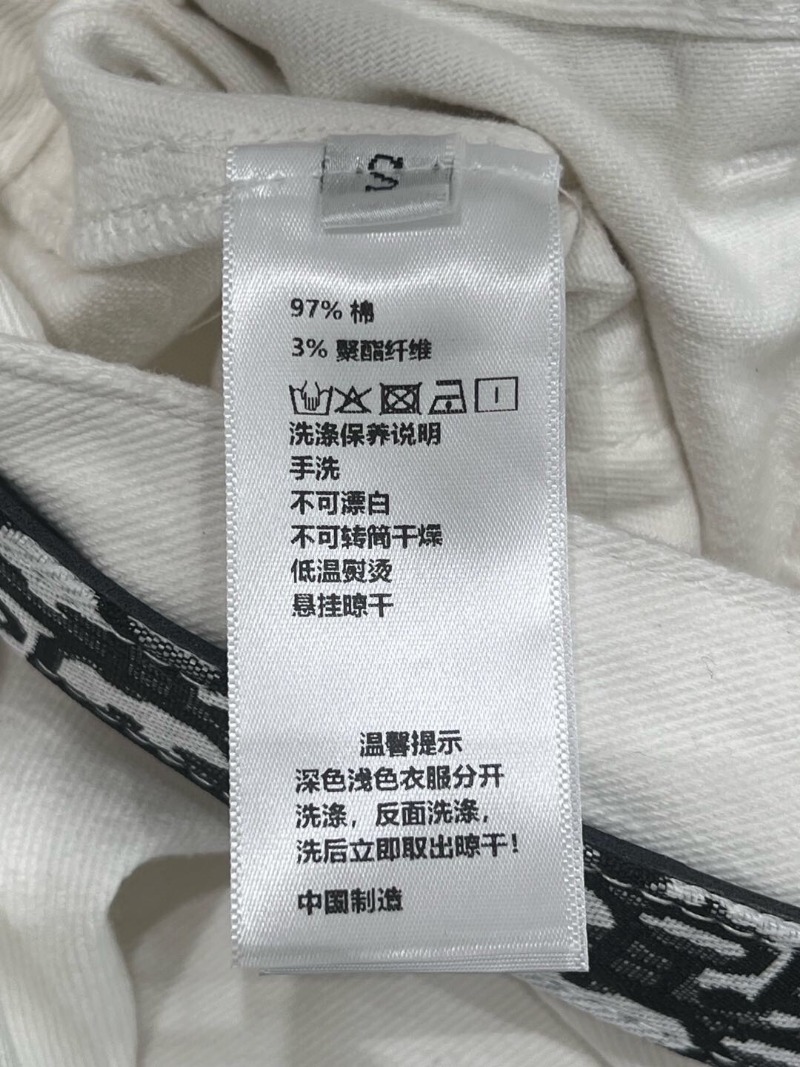 S
97% 棉
3% 聚酯纤维
洗涤保养说明
手洗
不可漂白
不可转筒干燥
低温熨烫
悬挂晾干
温馨提示
深色浅色衣服分开
洗涤，反面洗涤，
洗后立即取出晾干！
中国制造